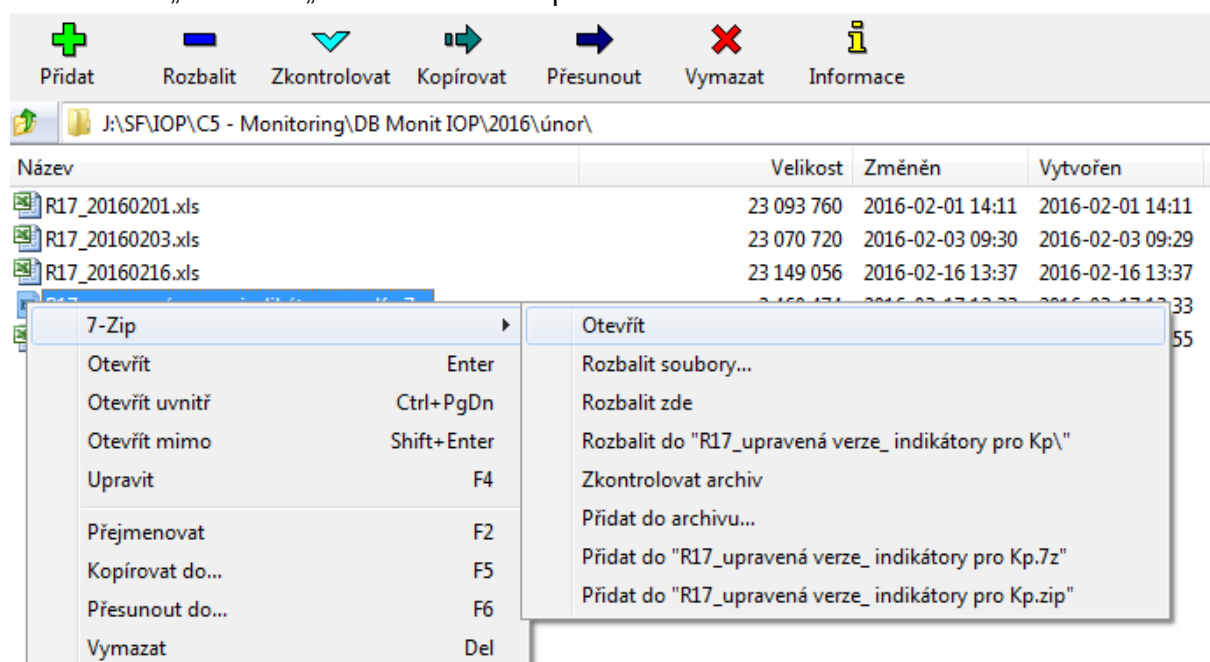 Přidat Rozbalit Zkontrolovat Kopírovat Přesunout Vymazat Informace
J:\SF\IOP\C5 - Monitoring\DB Monit IOP\2016\únor\
Název Velikost Změněn Vytvořen
R17_20160201.xls 23 093 760 2016-02-01 14:11 2016-02-01 14:11
R17_20160203.xls 23 070 720 2016-02-03 09:30 2016-02-03 09:29
R17_20160216.xls 23 149 056 2016-02-16 13:37 2016-02-16 13:37
33
55
7-Zip
Otevřít Enter
Otevřít uvnitř Ctrl+PgDn
Otevřít mimo Shift+Enter
Upravit F4
Přejmenovat F2
Kopírovat do... F5
Přesunout do... F6
Vymazat Del
Otevřít
Rozbalit soubory...
Rozbalit zde
Rozbalit do "R17_upravená verze_ indikátory pro Kp\"
Zkontrolovat archiv
Přidat do archivu...
Přidat do "R17_upravená verze_ indikátory pro Kp.7z"
Přidat do "R17_upravená verze_ indikátory pro Kp.zip"